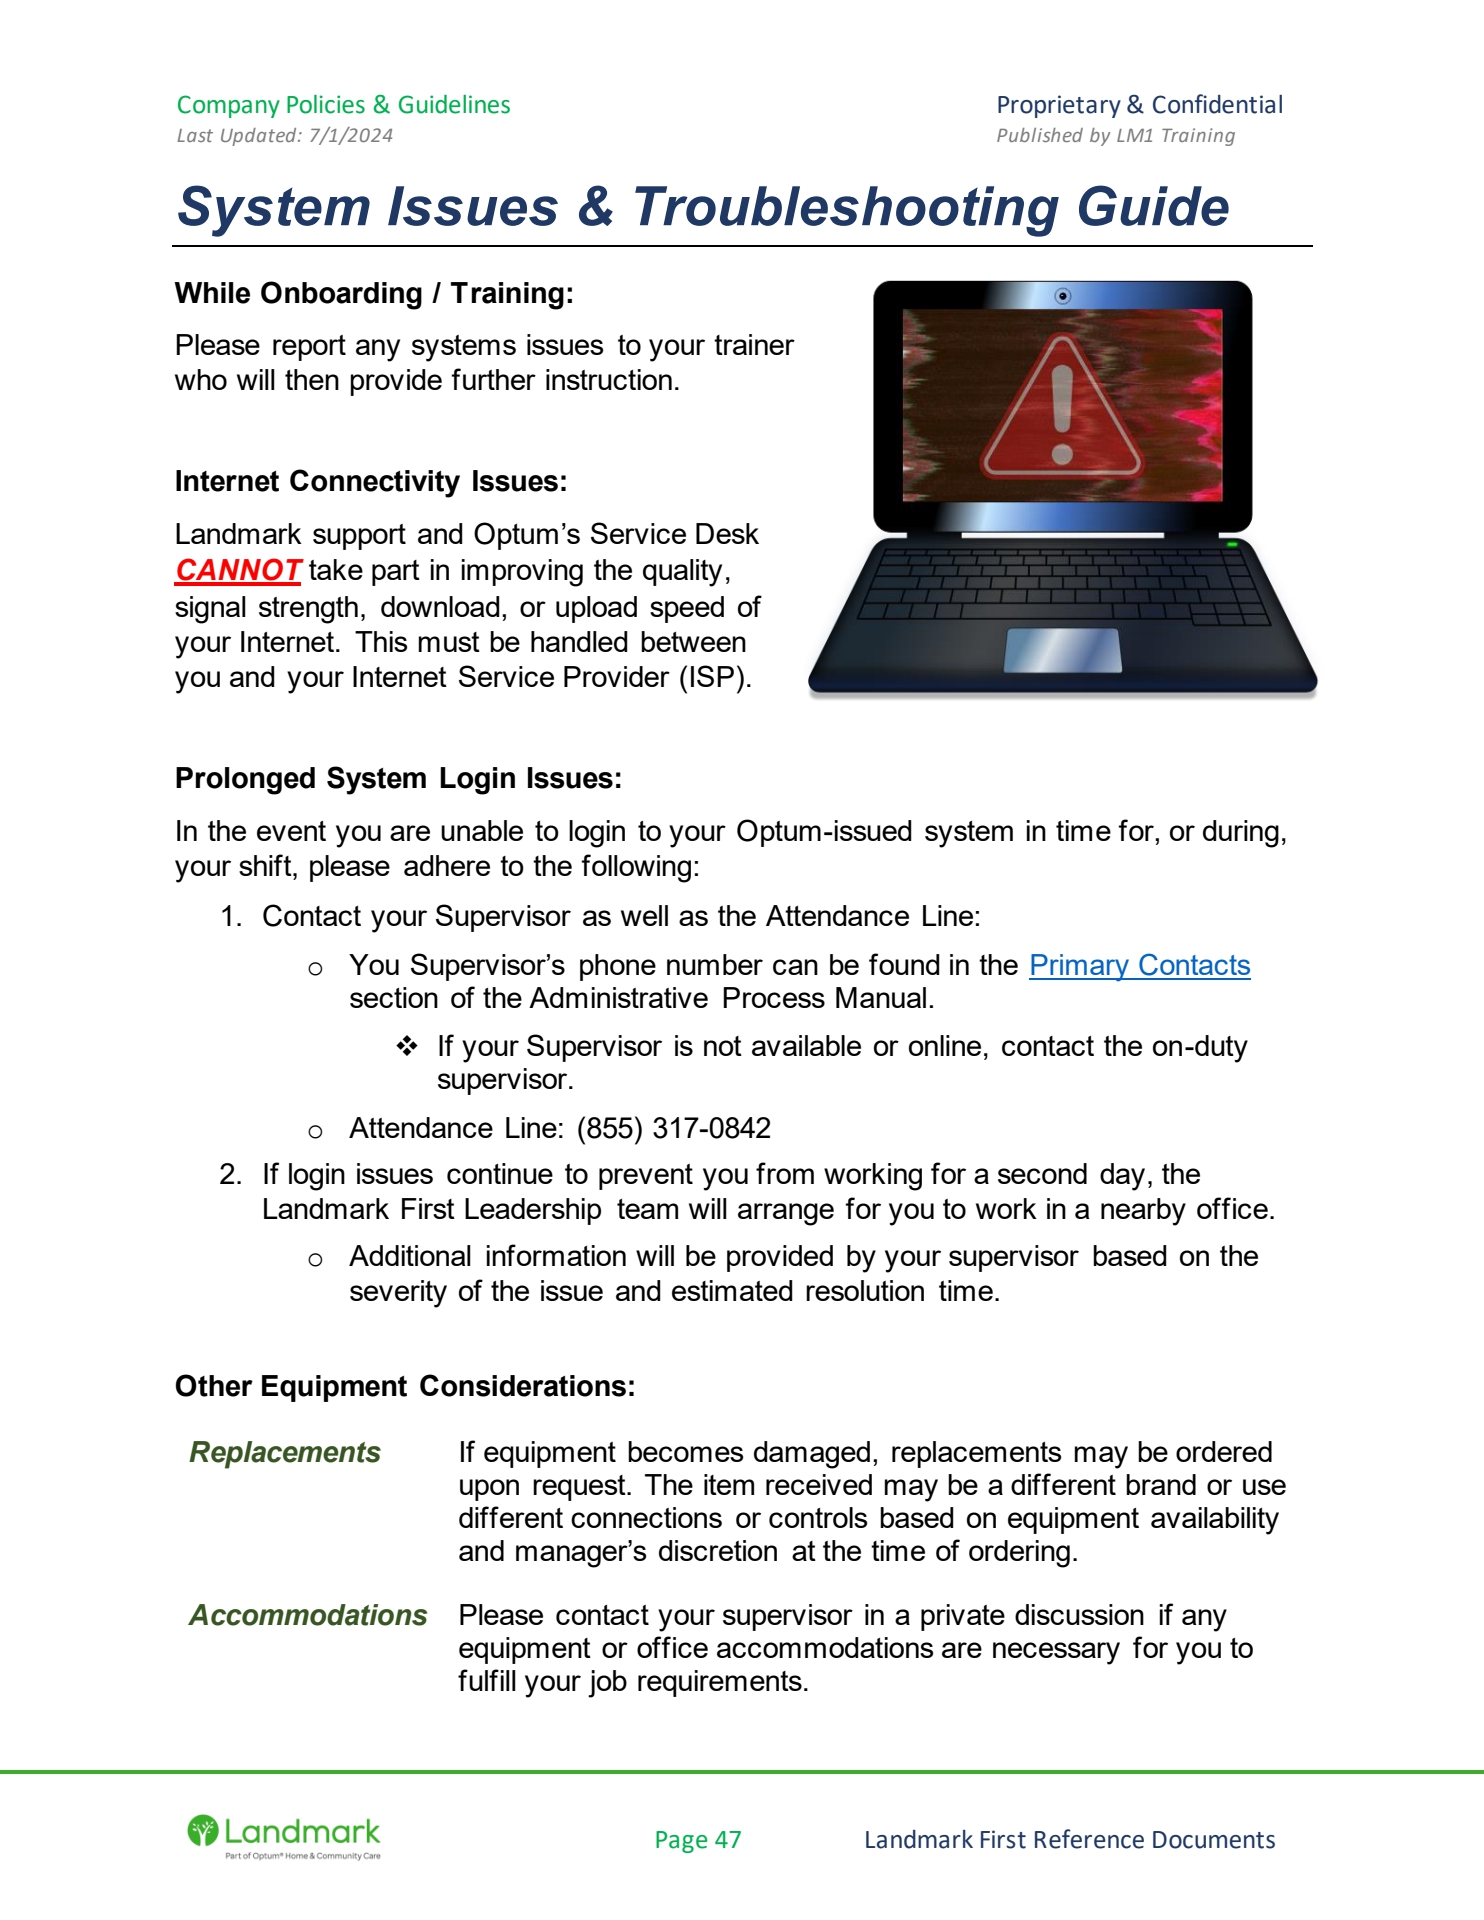 Company Policies & Guidelines
Proprietary & Confidential
Last Updated: 7/1/2024
Published by LM1 Training
System Issues & Troubleshooting Guide
While Onboarding / Training:
Please report any systems issues to your trainer
who will then provide further instruction.
Internet Connectivity Issues:
Landmark support and Optum’s Service Desk
CANNOT take part in improving the quality,
signal strength, download, or upload speed of
your Internet. This must be handled between
you and your Internet Service Provider (ISP).
Prolonged System Login Issues:
In the event you are unable to login to your Optum-issued system in time for, or during,
your shift, please adhere to the following:
1. Contact your Supervisor as well as the Attendance Line:
o You Supervisor’s phone number can be found in the Primary Contacts
section of the Administrative Process Manual.
❖ If your Supervisor is not available or online, contact the on-duty
supervisor.
o Attendance Line: (855) 317-0842
2. If login issues continue to prevent you from working for a second day, the
Landmark First Leadership team will arrange for you to work in a nearby office.
o Additional information will be provided by your supervisor based on the
severity of the issue and estimated resolution time.
Other Equipment Considerations:
Replacements If equipment becomes damaged, replacements may be ordered
upon request. The item received may be a different brand or use
different connections or controls based on equipment availability
and manager’s discretion at the time of ordering.
Accommodations Please contact your supervisor in a private discussion if any
equipment or office accommodations are necessary for you to
fulfill your job requirements.
Landmark
Part of Optum® Home & Community Care
Page 47
Landmark First Reference Documents